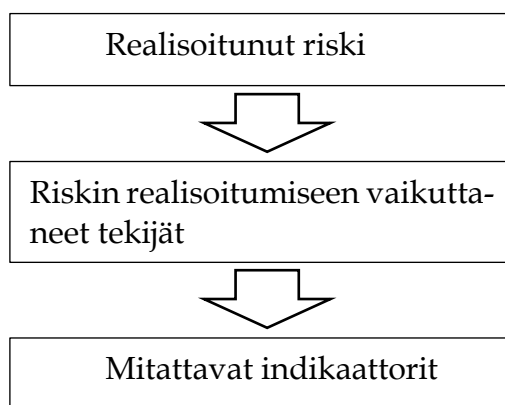 Realisoitunut riski
Riskin realisoitumiseen vaikutta-
neet tekijät
Mitattavat indikaattorit